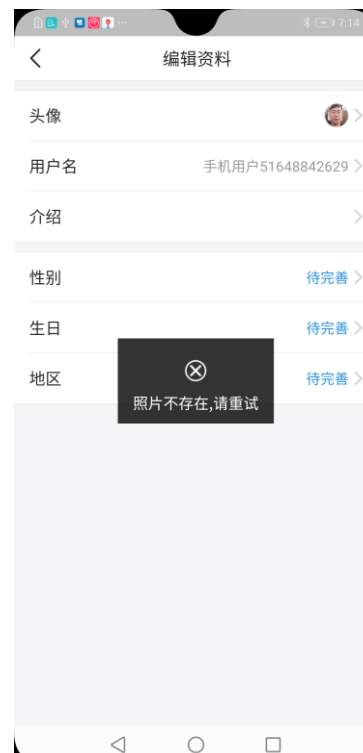 7:14
编辑资料
头像
用户名 手机用户51648842629
介绍
性别 待完善
生日 待完善
地区 待完善
照片不存在,请重试